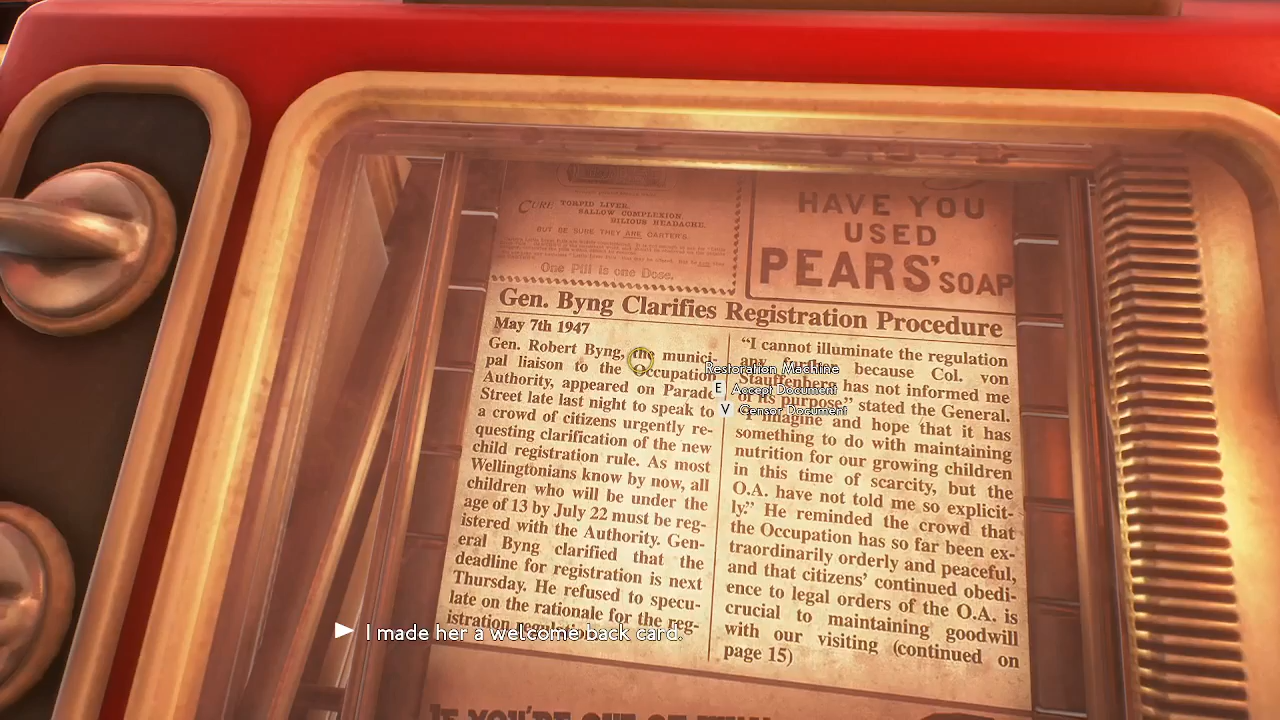 CURE TORPID LIVER.
SALLOW COMPLEXION
BILIOUS HEADACHE.
BUT BE SURE THEY ARE CARTER'S.
One Pill is one Dose.
HAVE YOU
USED
PEARS' SOAP
Gen. Byng Clarifies Registration Procedure
May 7th 1947
Gen. Robert Byng, the munici-
pal liaison to the Occupation
Authority, appeared on Parade
Street late last night to speak to
a crowd of citizens urgently re-
questing clarification of the new
child registration rule. As most
Wellingtonians know by now, all
children who will be under the
age of 13 by July 22 must be reg-
istered with the Authority. Gen-
eral Byng clarified that the
deadline for registration is next
Thursday. He refused to specu-
late on the rationale for the reg-
istration
"I cannot illuminate the regulation
any further because Col. von
Stauffenberg has not informed me
of its purpose" stated the General.
"I imagine and hope that it has
something to do with maintaining
nutrition for our growing children
in this time of scarcity, but the
O.A. have not told me so explicit-
ly." He reminded the crowd that
the Occupation has so far been ex-
traordinarily orderly and peaceful,
and that citizens' continued obedi-
ence to legal orders of the O.A. is
crucial to maintaining goodwill
with our visiting (continued on
page 15)
Restoration Machine
E Accept Document
V Censor Document
I made her a welcome back card.
IF YOU'RE OUT OF